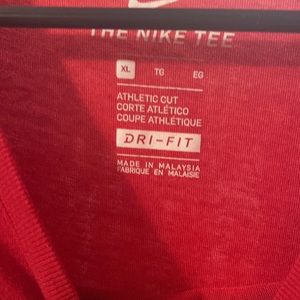 THE NIKE TEE
XL TG EG
ATHLETIC CUT
CORTE ATLÉTICO
COUPE ATHLÉTIQUE
DRI-FIT
MADE IN MALAYSIA
FABRIQUÉ EN MALAISIE